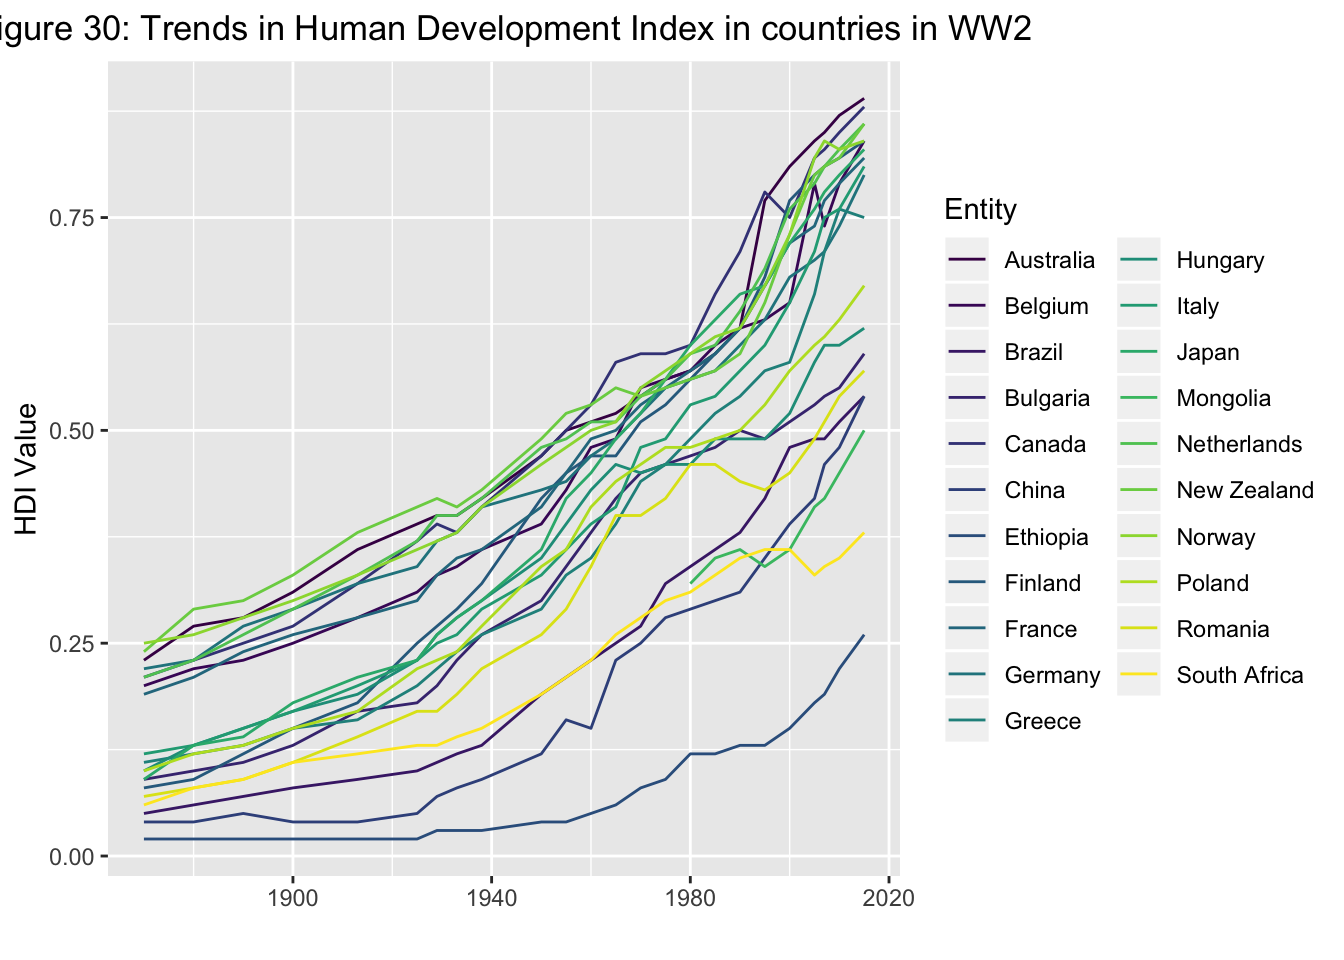 igure 30: Trends in Human Development Index in countries in WW2
HDI Value
0.75
0.50
0.25
0.00
1900
1940
1980
2020
Entity
Australia
Belgium
Brazil
Bulgaria
Canada
China
Ethiopia
Finland
France
Germany
Greece
Hungary
Italy
Japan
Mongolia
Netherlands
New Zealand
Norway
Poland
Romania
South Africa